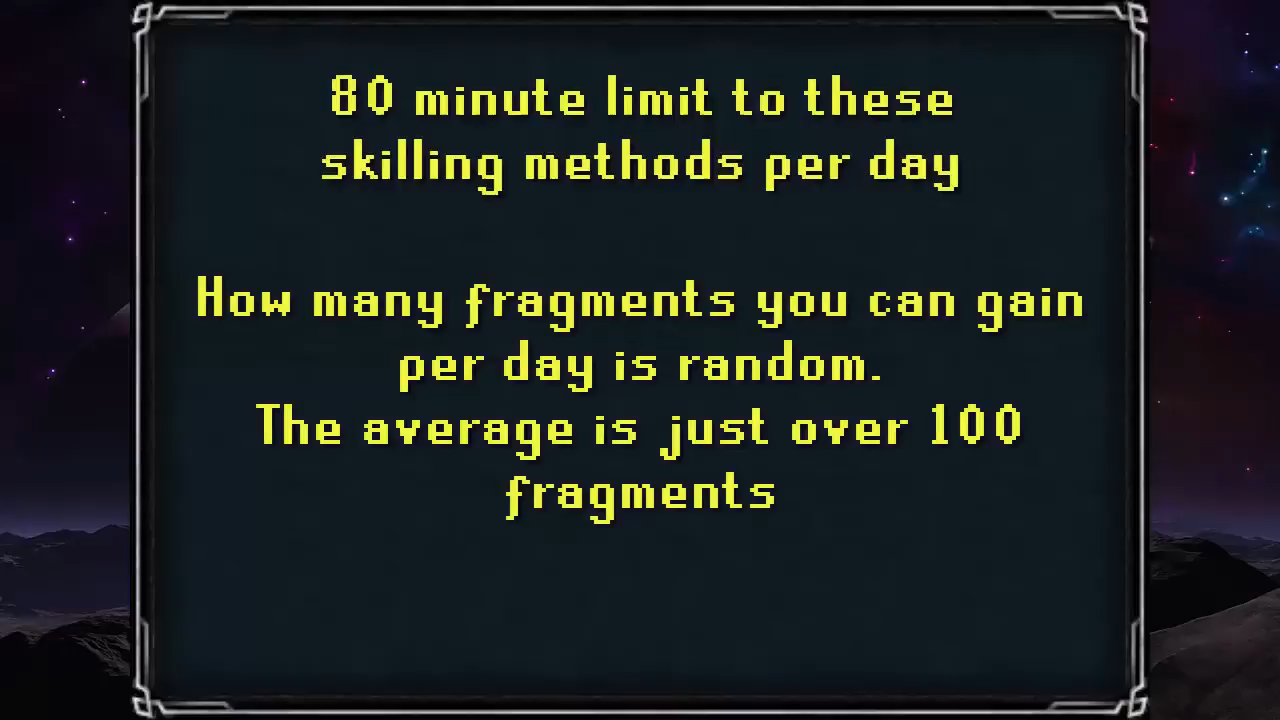 80 minute limit to these
skilling methods per day
How many fragments you can gain
per day is random.
The average is just over 100
fragments